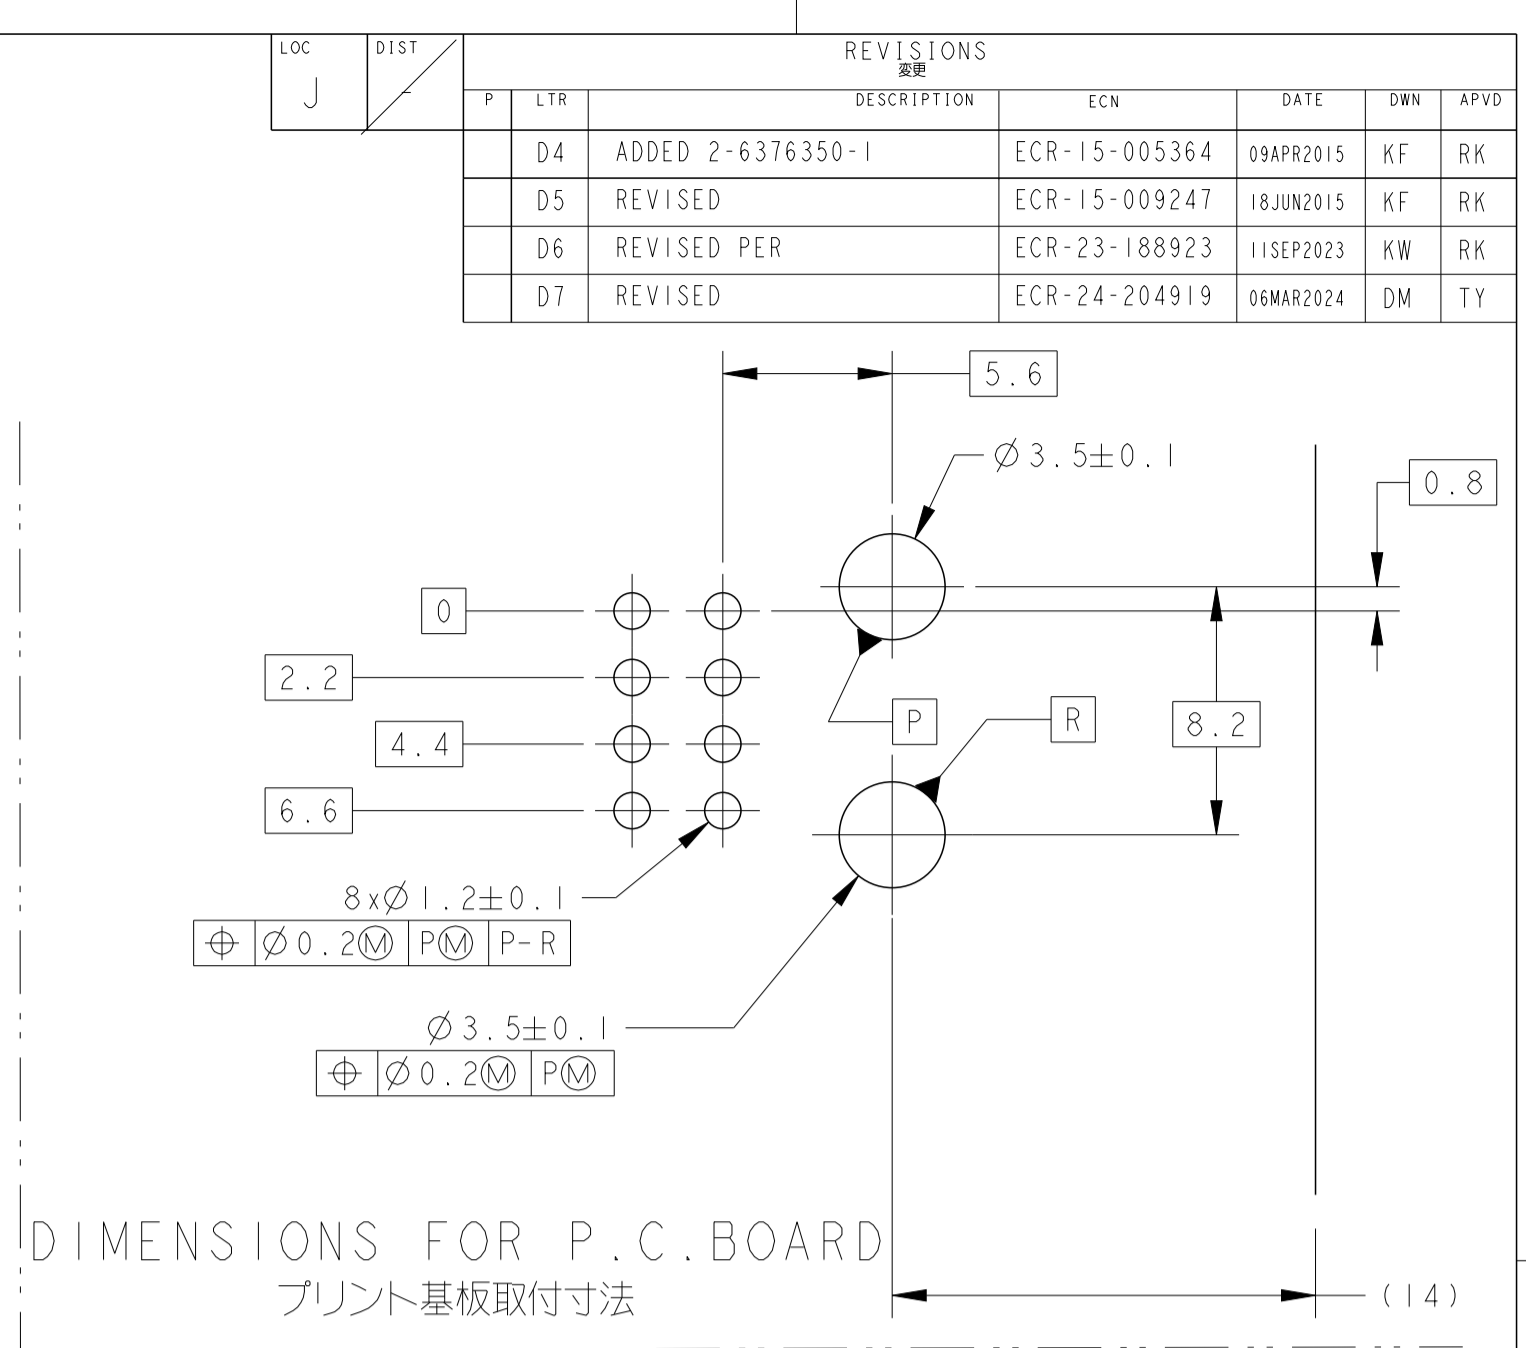 LOC DIST REVISIONS
変更
J -
P LTR DESCRIPTION ECN DATE DWN APVD
D4 ADDED 2-6376350-1 ECR-15-005364 09APR2015 KF RK
D5 REVISED ECR-15-009247 18JUN2015 KF RK
D6 REVISED PER ECR-23-188923 11SEP2023 KW RK
D7 REVISED ECR-24-204919 06MAR2024 DM TY
5.6
Ø3.5±0.1
0.8
0
2.2
P R 8.2
4.4
6.6
8xØ1.2±0.1
⌖ Ø0.2Ⓜ PⓂ P-R
Ø3.5±0.1
⌖ Ø0.2Ⓜ PⓂ
DIMENSIONS FOR P.C.BOARD
プリント基板取付寸法
(14)